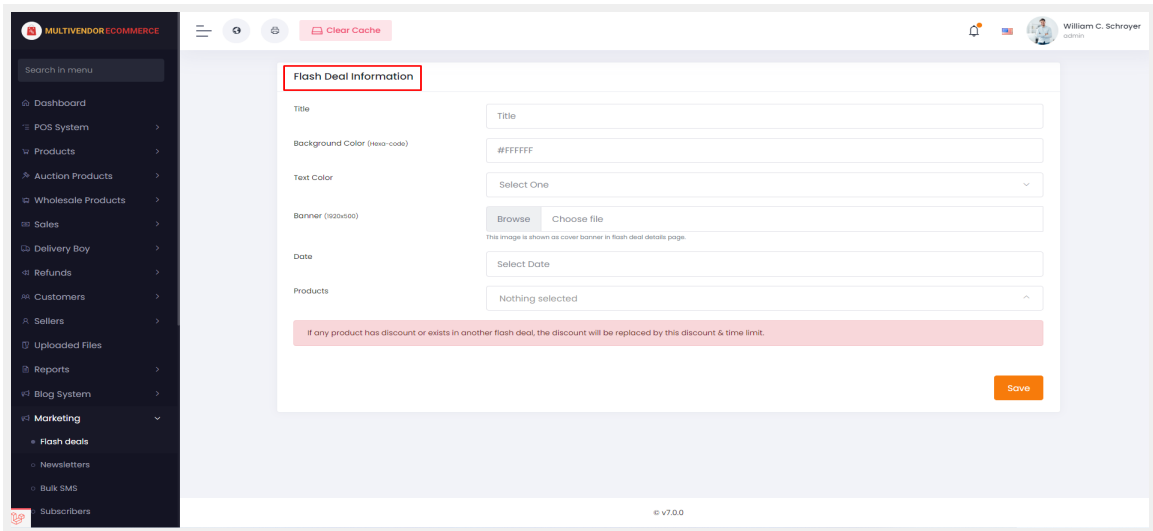 MULTIVENDOR ECOMMERCE
Clear Cache
William C. Schroyer
admin
Search in menu
Dashboard
POS System
Products
Auction Products
Wholesale Products
Sales
Delivery Boy
Refunds
Customers
Sellers
Uploaded Files
Reports
Blog System
Marketing
Flash deals
Newsletters
Bulk SMS
Subscribers
Flash Deal Information
Title
Title
Background Color (Hexa-code)
#FFFFFF
Text Color
Select One
Banner (1920x500)
Browse Choose file
This image is shown as cover banner in flash deal details page.
Date
Select Date
Products
Nothing selected
If any product has discount or exists in another flash deal, the discount will be replaced by this discount & time limit.
Save
© v7.0.0